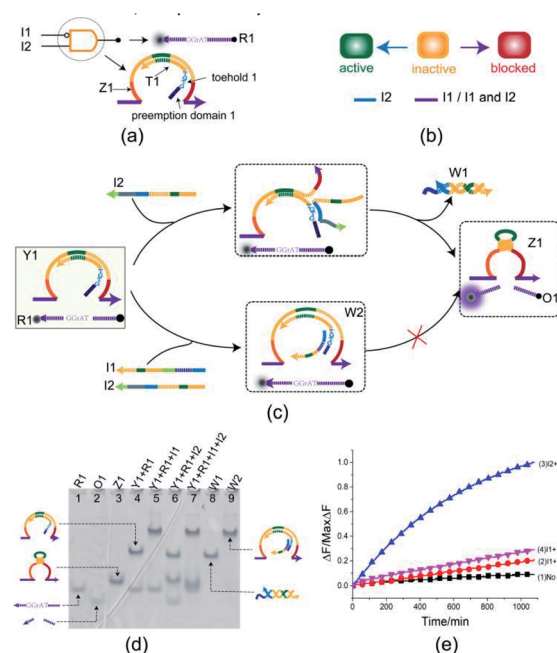 I1
I2
GGrAT
R1
Z1
T1
toehold 1
preemption domain 1
(a)
active
inactive
blocked
I2
I1 / I1 and I2
(b)
I2
Y1
R1
GGrAT
I1
I2
GGrAT
W2
GGrAT
W1
Z1
O1
(c)
R1
O1
Z1
Y1+R1
Y1+R1+I1
Y1+R1+I2
Y1+R1+I1+I2
W1
W2
1 2 3 4 5 6 7 8 9
GGrAT
(d)
ΔF/MaxΔF
1.0
0.8
0.6
0.4
0.2
0.0
0 200 400 600 800 1000
Time/min
(3)I2+
(4)I1+
(2)I1+
(1)No
(e)